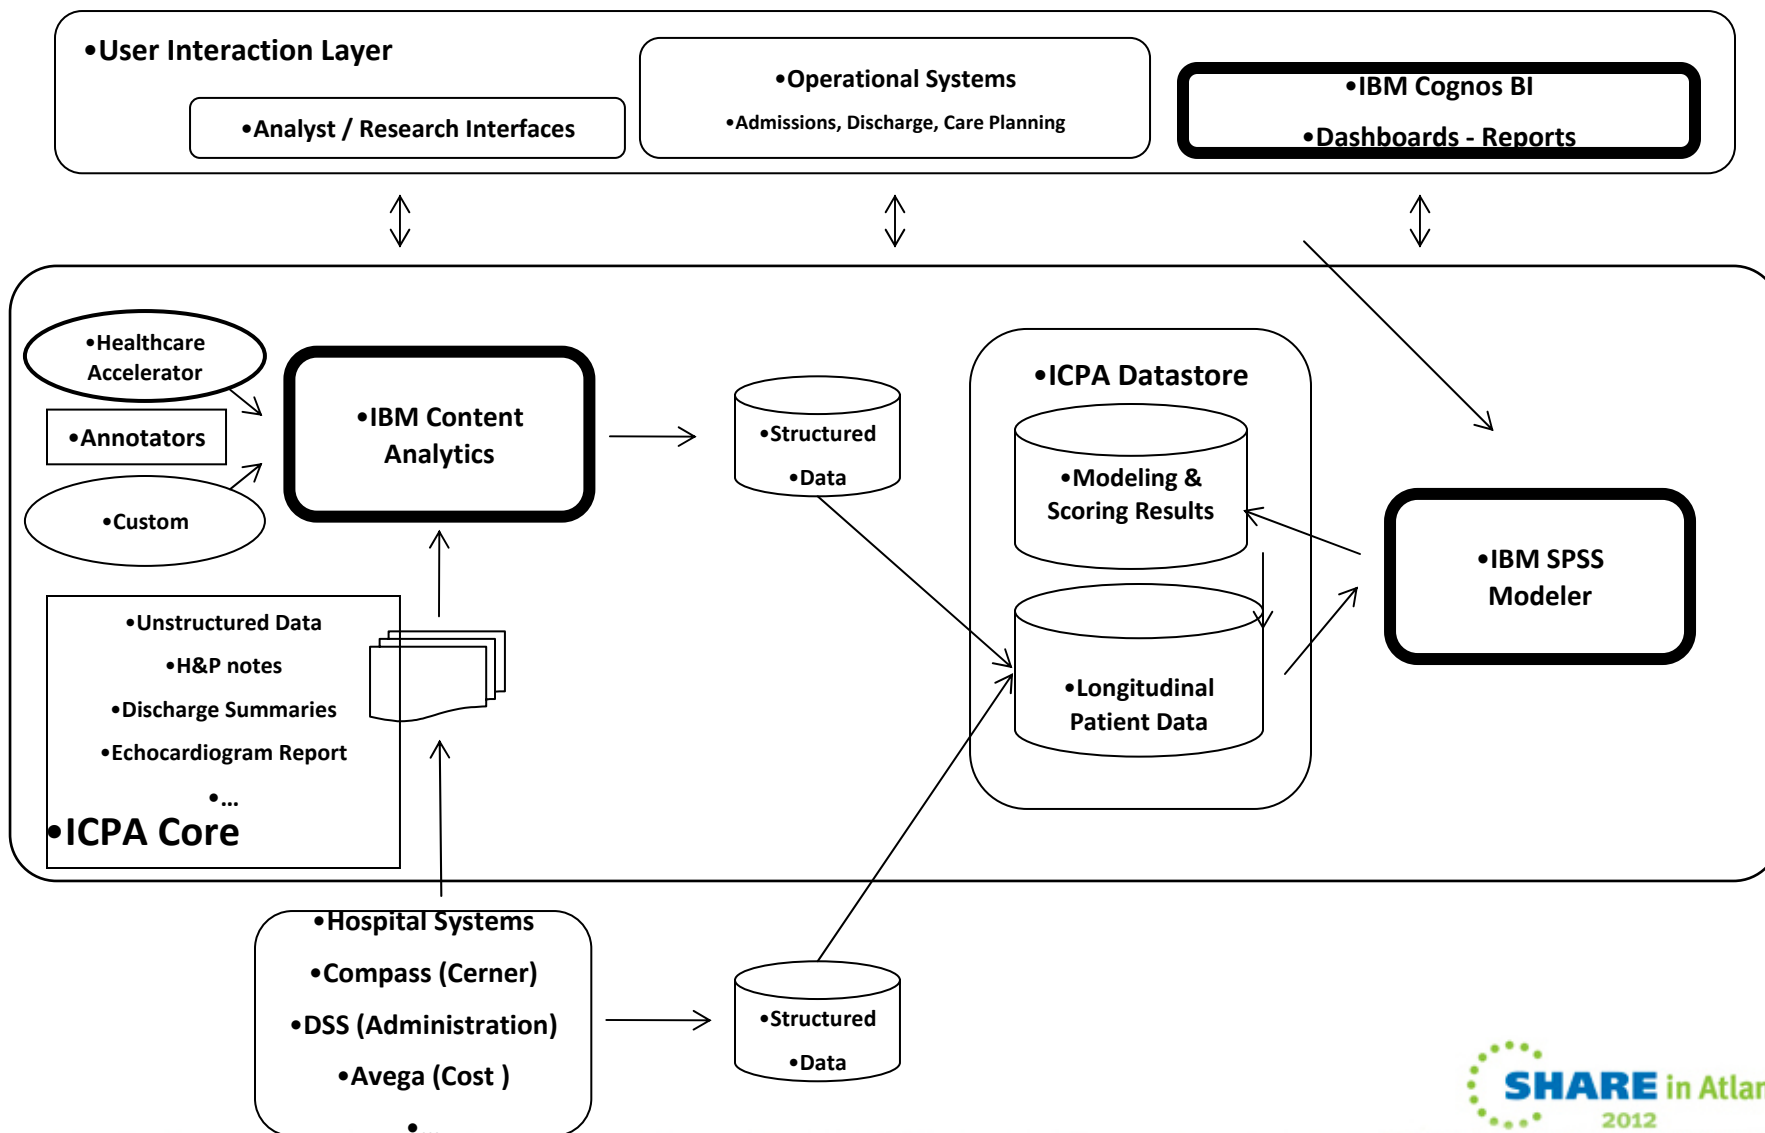 •User Interaction Layer
•Analyst / Research Interfaces
•Operational Systems
•Admissions, Discharge, Care Planning
•IBM Cognos BI
•Dashboards - Reports
•Healthcare
Accelerator
•Annotators
•Custom
•IBM Content
Analytics
•Structured
•Data
•ICPA Datastore
•Modeling &
Scoring Results
•Longitudinal
Patient Data
•IBM SPSS
Modeler
•Unstructured Data
•H&P notes
•Discharge Summaries
•Echocardiogram Report
•...
•ICPA Core
•Hospital Systems
•Compass (Cerner)
•DSS (Administration)
•Avega (Cost )
•...
•Structured
•Data
SHARE in Atlan
2012